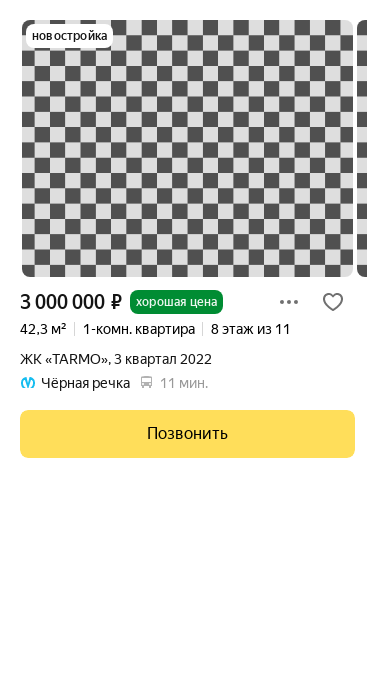 новостройка
3 000 000 ₽ хорошая цена
42,3 м² 1-комн. квартира 8 этаж из 11
ЖК «TARMO», 3 квартал 2022
Чёрная речка 11 мин.
Позвонить